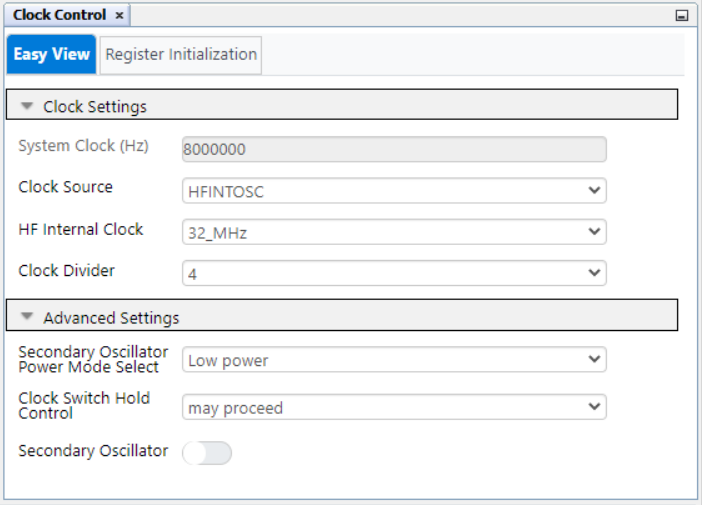 Clock Control
Easy View
Register Initialization
Clock Settings
System Clock (Hz)
8000000
Clock Source
HFINTOSC
HF Internal Clock
32_MHz
Clock Divider
4
Advanced Settings
Secondary Oscillator
Power Mode Select
Low power
Clock Switch Hold
Control
may proceed
Secondary Oscillator